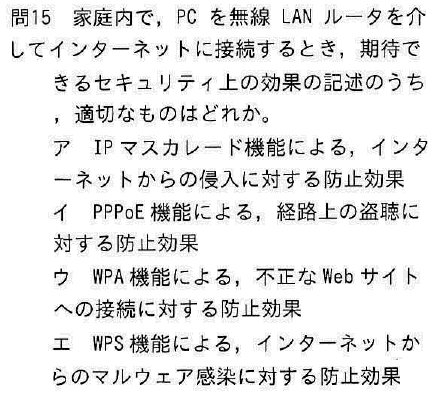 問15 家庭内で，PC を無線 LAN ルータを介
してインターネットに接続するとき，期待で
きるセキュリティ上の効果の記述のうち
，適切なものはどれか。
ア IP マスカレード機能による，インタ
ーネットからの侵入に対する防止効果
イ PPPoE 機能による，経路上の盗聴に
対する防止効果
ウ WPA 機能による，不正な Web サイト
への接続に対する防止効果
エ WPS 機能による，インターネットか
らのマルウェア感染に対する防止効果